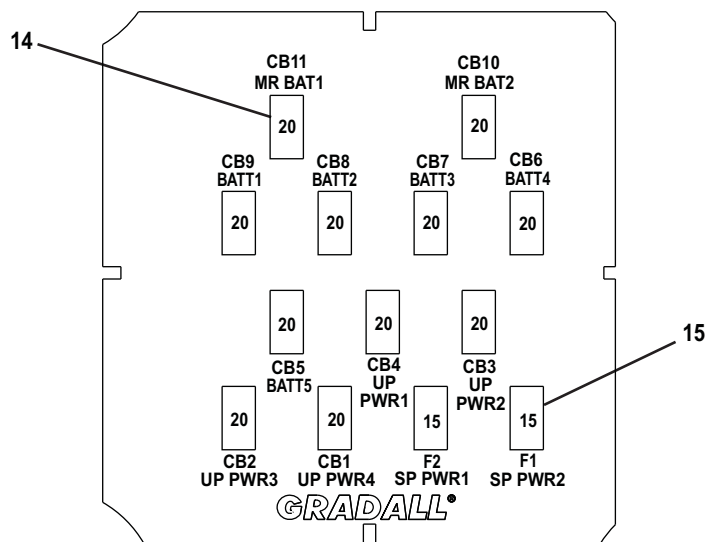 14
CB11
MR BAT1
20
CB10
MR BAT2
20
CB9
BATT1
20
CB8
BATT2
20
CB7
BATT3
20
CB6
BATT4
20
20
CB5
BATT5
20
CB4
UP
PWR1
20
CB3
UP
PWR2
15
20
CB2
UP PWR3
20
CB1
UP PWR4
15
F2
SP PWR1
15
F1
SP PWR2
GRADALL®